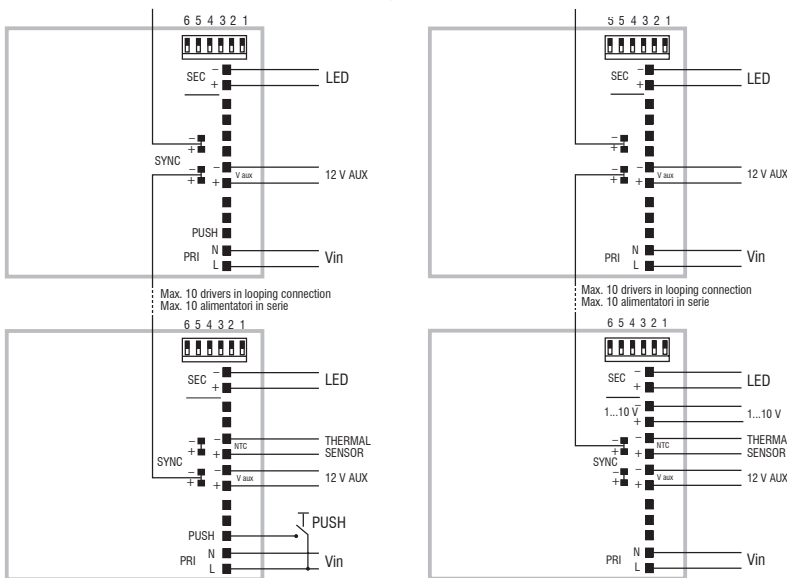 6 5 4 3 2 1
SEC
−
+
LED
−
+
SYNC
−
+
−
+
V aux
12 V AUX
PUSH
PRI
N
L
Vin
Max. 10 drivers in looping connection
Max. 10 alimentatori in serie
6 5 4 3 2 1
SEC
−
+
LED
−
+
SYNC
−
+
−
+
NTC
THERMAL
SENSOR
−
+
V aux
12 V AUX
PUSH
PUSH
PRI
N
L
Vin
5 5 4 3 2 1
SEC
−
+
LED
−
+
−
+
−
+
V aux
12 V AUX
PRI
N
L
Vin
Max. 10 drivers in looping connection
Max. 10 alimentatori in serie
6 5 4 3 2 1
SEC
−
+
LED
1...10 V
−
+
1...10 V
−
+
SYNC
−
+
−
+
NTC
THERMA
SENSOR
−
+
V aux
12 V AUX
PRI
N
L
Vin